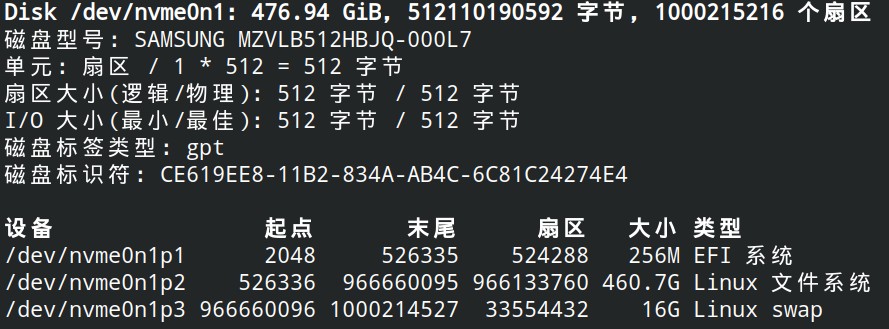 Disk /dev/nvme0n1: 476.94 GiB, 512110190592 字节, 1000215216 个扇区
磁盘型号: SAMSUNG MZVLB512HBJQ-000L7
单元: 扇区 / 1 * 512 = 512 字节
扇区大小(逻辑/物理): 512 字节 / 512 字节
I/O 大小(最小/最佳): 512 字节 / 512 字节
磁盘标签类型: gpt
磁盘标识符: CE619EE8-11B2-834A-AB4C-6C81C24274E4
设备 起点 末尾 扇区 大小 类型
/dev/nvme0n1p1 2048 526335 524288 256M EFI 系统
/dev/nvme0n1p2 526336 966660095 966133760 460.7G Linux 文件系统
/dev/nvme0n1p3 966660096 1000214527 33554432 16G Linux swap